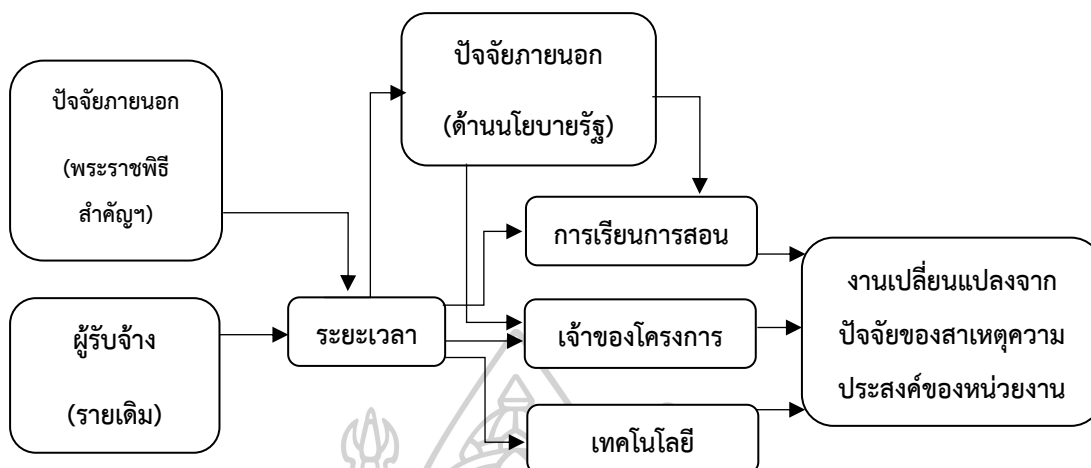 ปัจจัยภายนอก
(พระราชพิธี
สำคัญฯ)
ปัจจัยภายนอก
(ด้านนโยบายรัฐ)
ผู้รับจ้าง
(รายเดิม)
ระยะเวลา
การเรียนการสอน
เจ้าของโครงการ
เทคโนโลยี
งานเปลี่ยนแปลงจาก
ปัจจัยของสาเหตุความ
ประสงค์ของหน่วยงาน